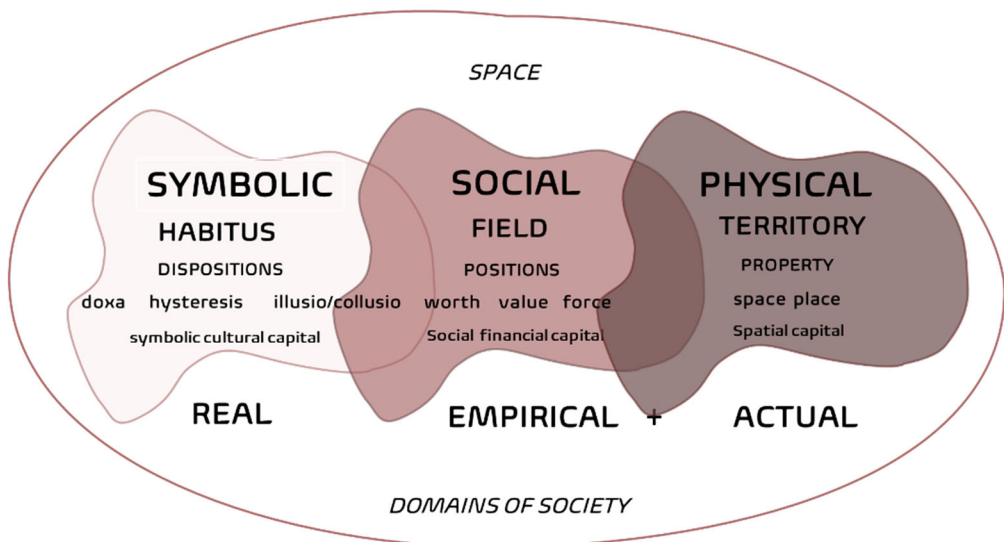 SPACE
SYMBOLIC SOCIAL PHYSICAL
HABITUS FIELD TERRITORY
DISPOSITIONS POSITIONS PROPERTY
doxa hysteresis illusio/collusio worth value force space place
symbolic cultural capital Social financial capital Spatial capital
REAL EMPIRICAL + ACTUAL
DOMAINS OF SOCIETY